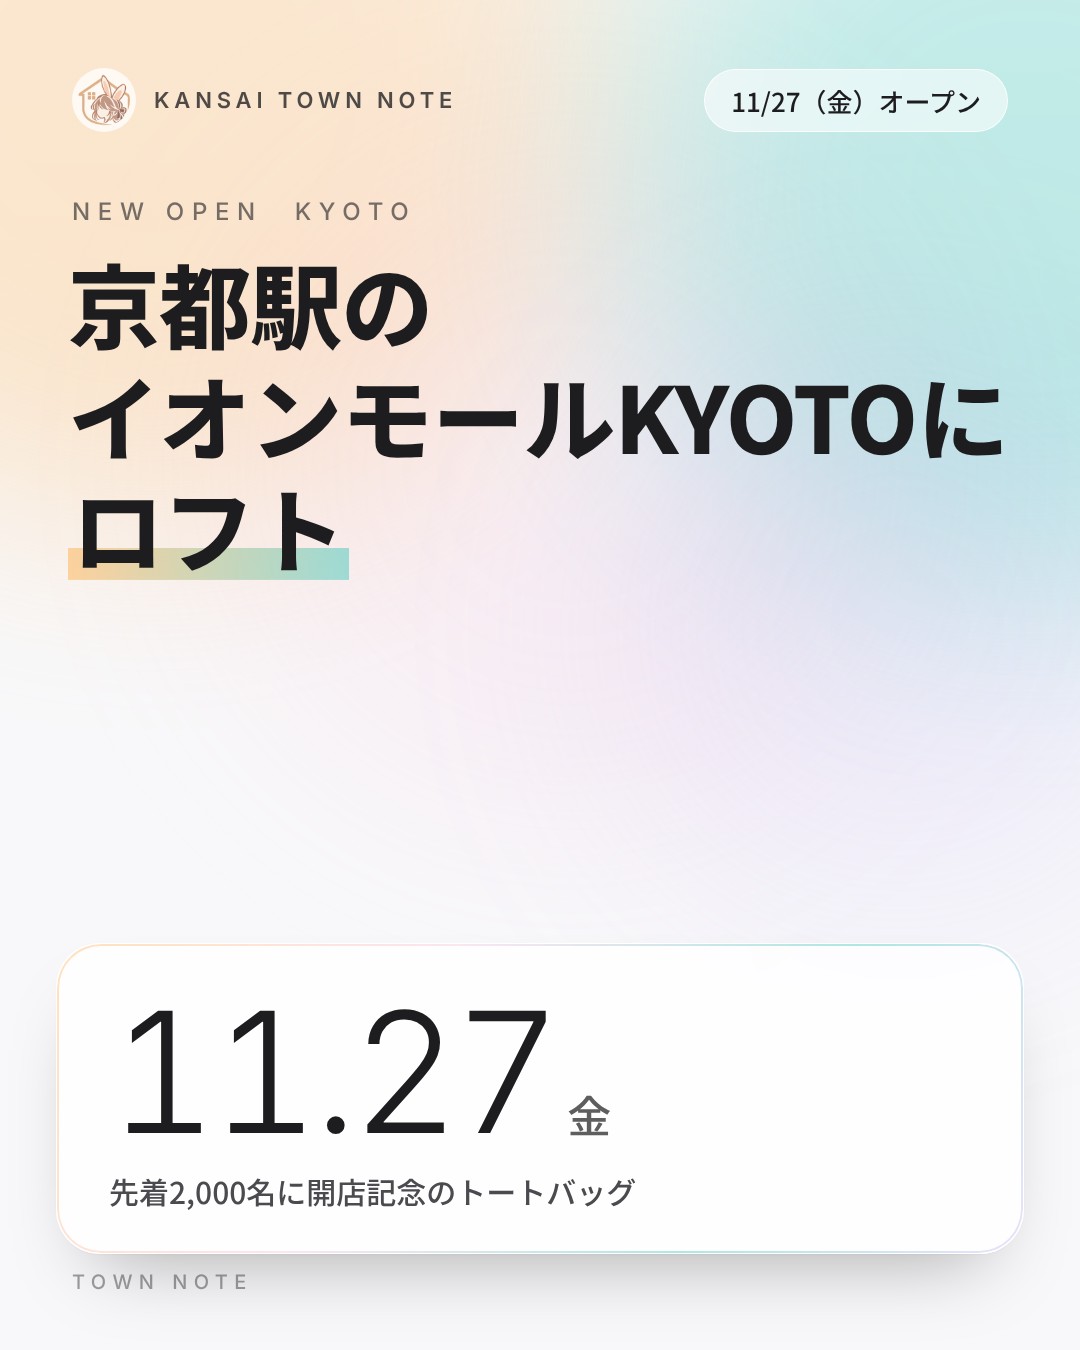 KANSAI TOWN NOTE
11/27（金）オープン
NEW OPEN KYOTO
京都駅の
イオンモールKYOTOに
ロフト
11.27 金
先着2,000名に開店記念のトートバッグ
TOWN NOTE